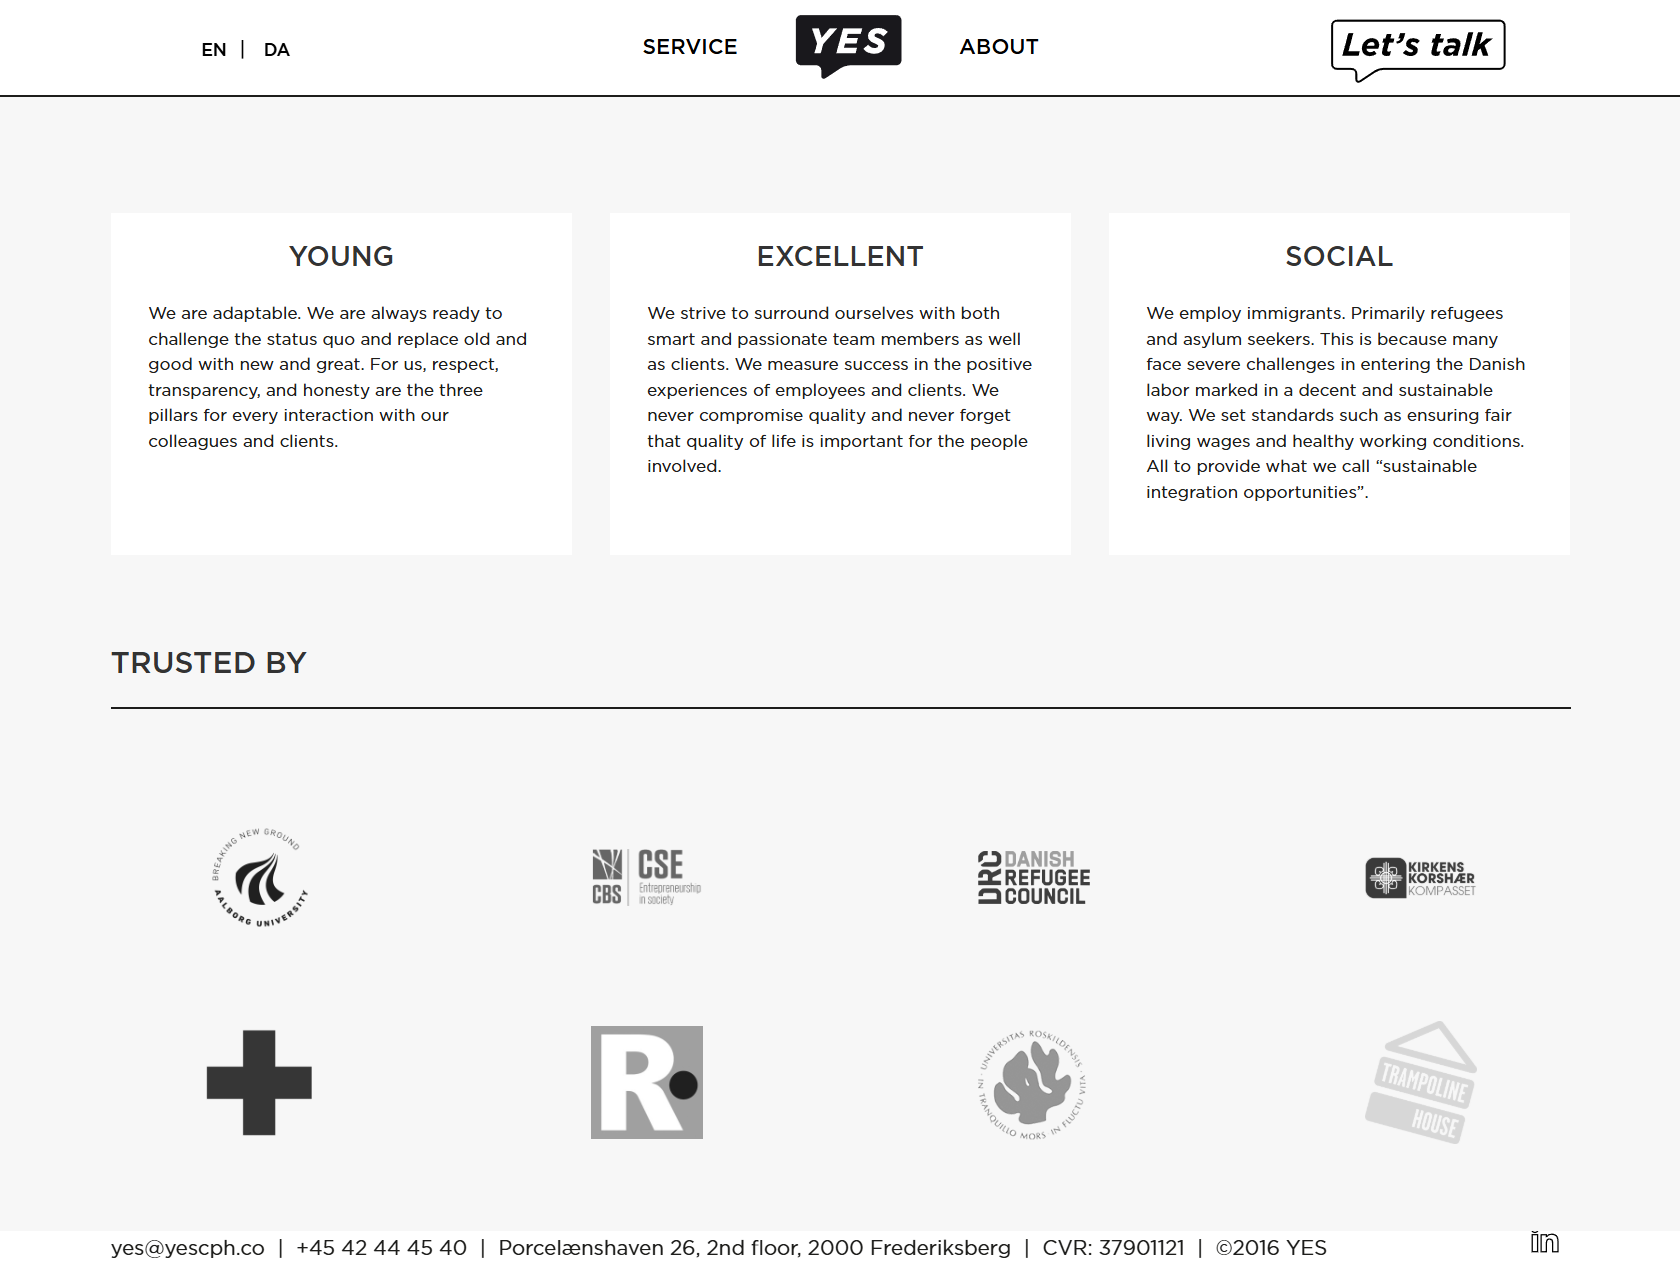 EN | DA
SERVICE
YES
ABOUT
Let's talk
YOUNG
We are adaptable. We are always ready to
challenge the status quo and replace old and
good with new and great. For us, respect,
transparency, and honesty are the three
pillars for every interaction with our
colleagues and clients.
EXCELLENT
We strive to surround ourselves with both
smart and passionate team members as well
as clients. We measure success in the positive
experiences of employees and clients. We
never compromise quality and never forget
that quality of life is important for the people
involved.
SOCIAL
We employ immigrants. Primarily refugees
and asylum seekers. This is because many
face severe challenges in entering the Danish
labor marked in a decent and sustainable
way. We set standards such as ensuring fair
living wages and healthy working conditions.
All to provide what we call “sustainable
integration opportunities”.
TRUSTED BY
BREAKING NEW GROUND
AALBORG UNIVERSITY
CBS
CSE
Entrepreneurship
in society
DRC
DANISH
REFUGEE
COUNCIL
KIRKENS
KORSHÆR
KOMPASSET
R
· UNIVERSITAS ROSKILDENSIS ·
IN TRANQUILLO MORS IN FLUCTU VITA
TRAMPOLINE
HOUSE
yes@yescph.co | +45 42 44 45 40 | Porcelænshaven 26, 2nd floor, 2000 Frederiksberg | CVR: 37901121 | ©2016 YES
in